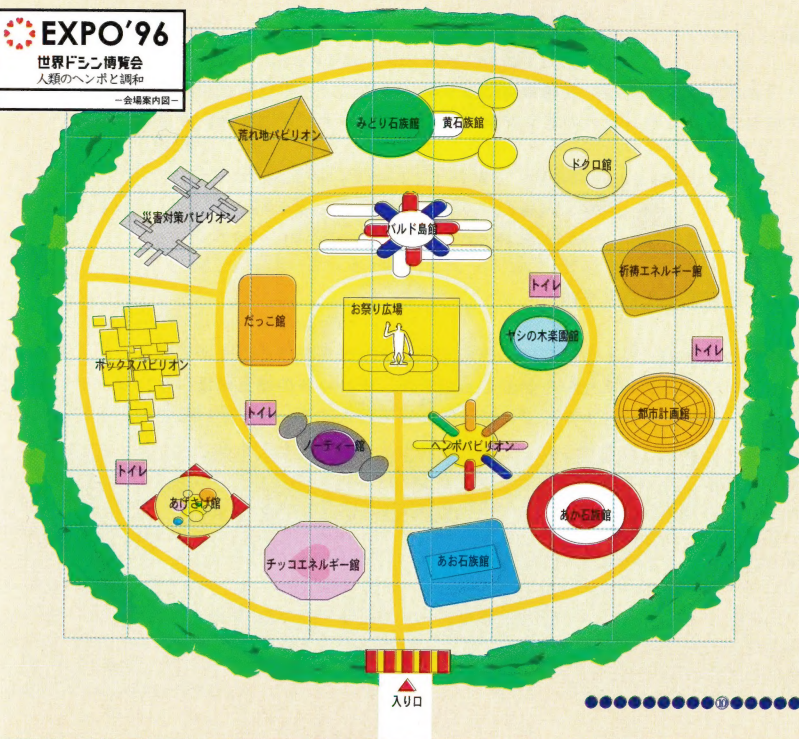 EXPO'96
世界ドシン博覧会
人類のヘンポと調和
－会場案内図－
荒れ地パビリオン
みどり石族館
黄石族館
ドクロ館
災害対策パビリオン
バルド島館
祈祷エネルギー館
トイレ
だっこ館
お祭り広場
ヤシの木楽園館
トイレ
ボックスパビリオン
都市計画館
トイレ
ノーティー館
ヘンポパビリオン
トイレ
あげさげ館
あか石族館
チッコエネルギー館
あお石族館
入り口
⑩